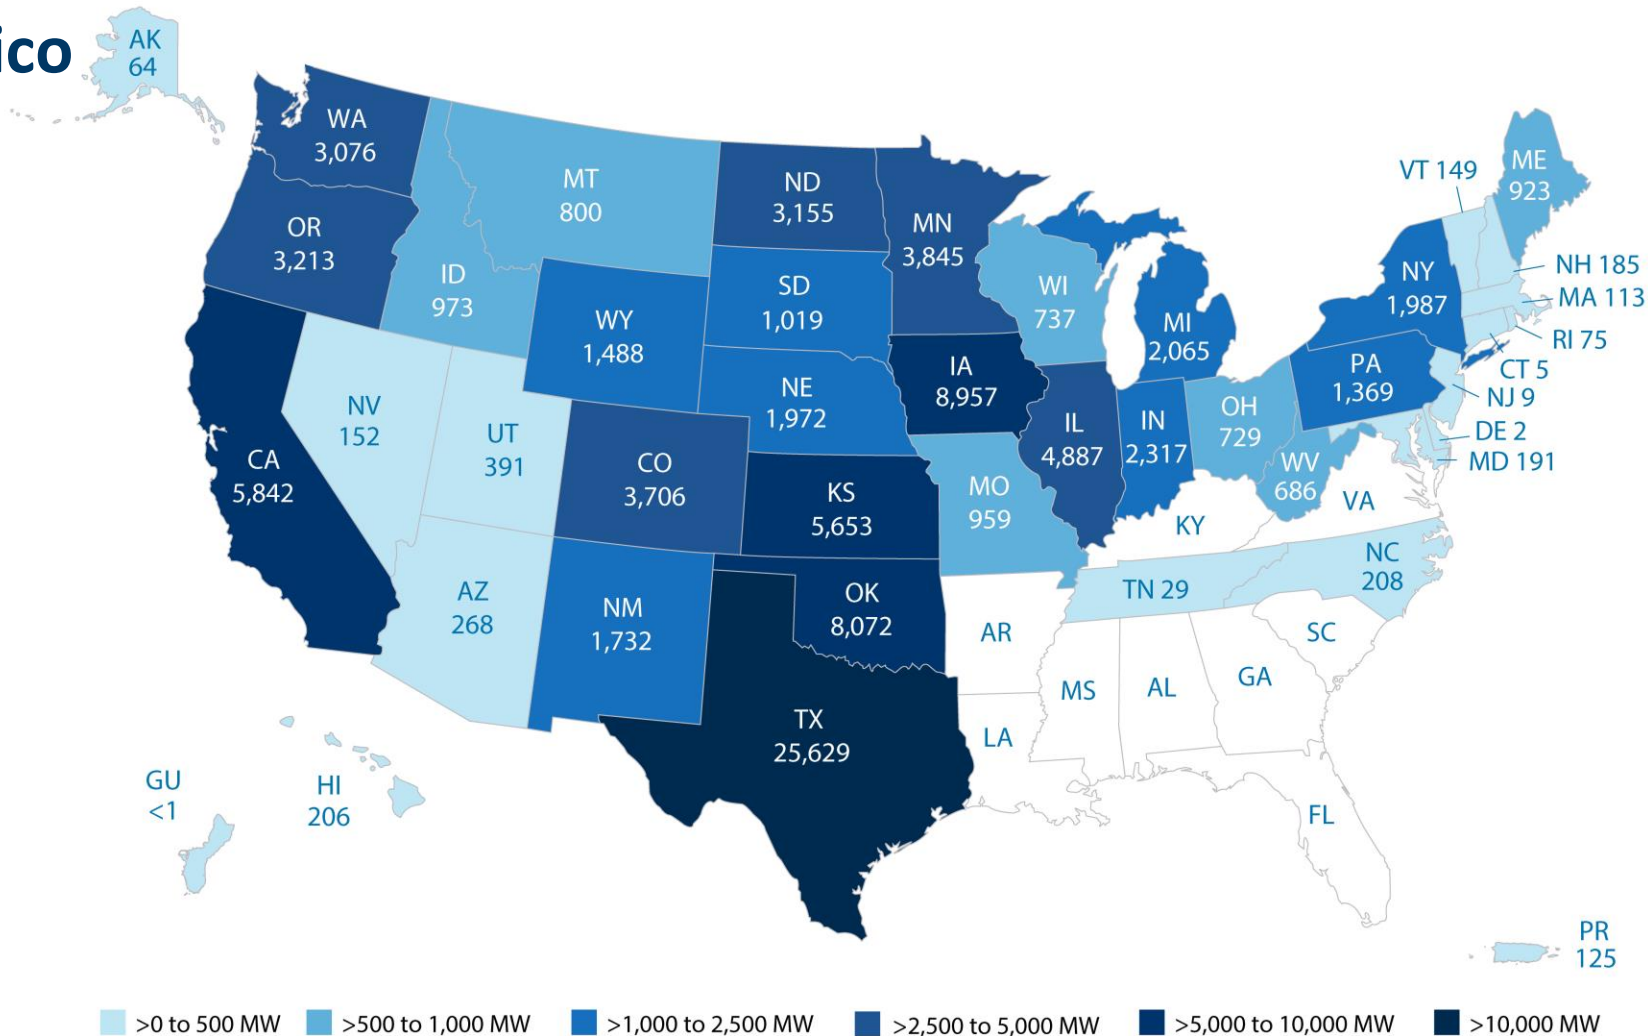 ico
AK
64
WA
3,076
MT
800
ND
3,155
MN
3,845
VT 149
ME
923
OR
3,213
ID
973
SD
1,019
WI
737
NY
1,987
NH 185
MA 113
WY
1,488
MI
2,065
RI 75
IA
8,957
PA
1,369
CT 5
NE
1,972
NJ 9
NV
152
OH
729
IL
4,887
IN
2,317
DE 2
UT
391
MD 191
CA
5,842
CO
3,706
KS
5,653
MO
959
WV
686
VA
KY
NC
208
AZ
268
NM
1,732
OK
8,072
TN 29
AR
SC
MS
AL
GA
TX
25,629
LA
GU
<1
HI
206
FL
PR
125
>0 to 500 MW
>500 to 1,000 MW
>1,000 to 2,500 MW
>2,500 to 5,000 MW
>5,000 to 10,000 MW
>10,000 MW